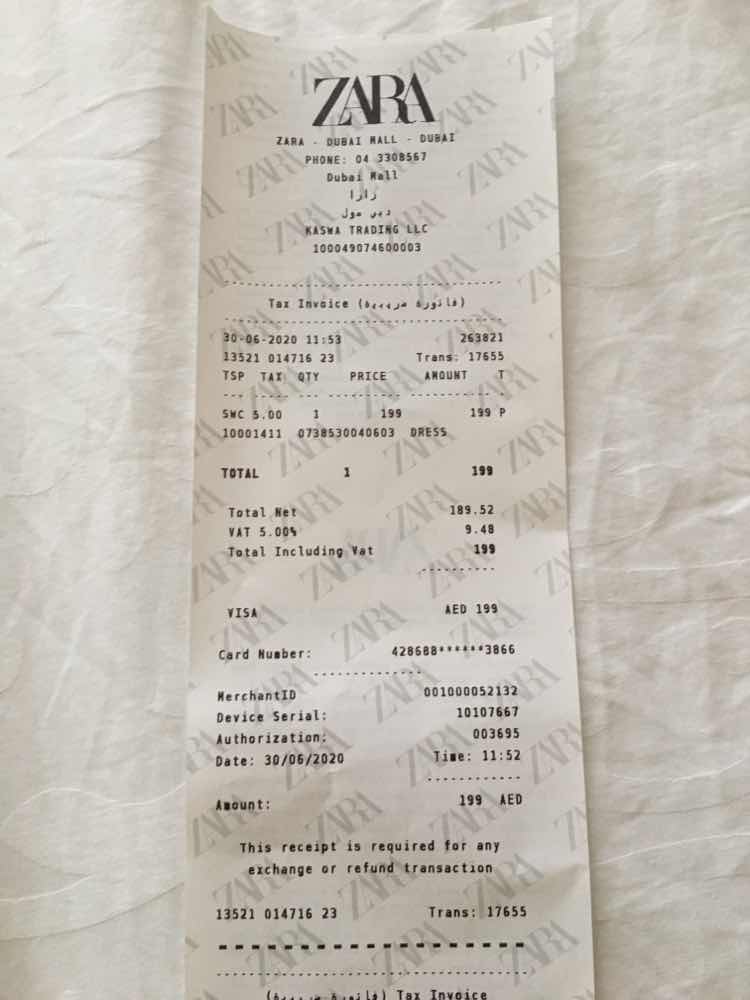 ZARA
ZARA - DUBAI MALL - DUBAI
PHONE: 04 3308567
Dubai Mall
زارا
دبي مول
KASWA TRADING LLC
100049074600003
Tax Invoice (فاتورة ضريبية)
30-06-2020 11:53 263821
13521 014716 23 Trans: 17655
TSP TAX QTY PRICE AMOUNT T
SWC 5.00 1 199 199 P
10001411 0738530040603 DRESS
TOTAL 1 199
Total Net 189.52
VAT 5.00% 9.48
Total Including Vat 199
VISA AED 199
Card Number: 428688******3866
MerchantID 001000052132
Device Serial: 10107667
Authorization: 003695
Date: 30/06/2020 Time: 11:52
Amount: 199 AED
This receipt is required for any
exchange or refund transaction
13521 014716 23 Trans: 17655
(فاتورة ضريبية) Tax Invoice